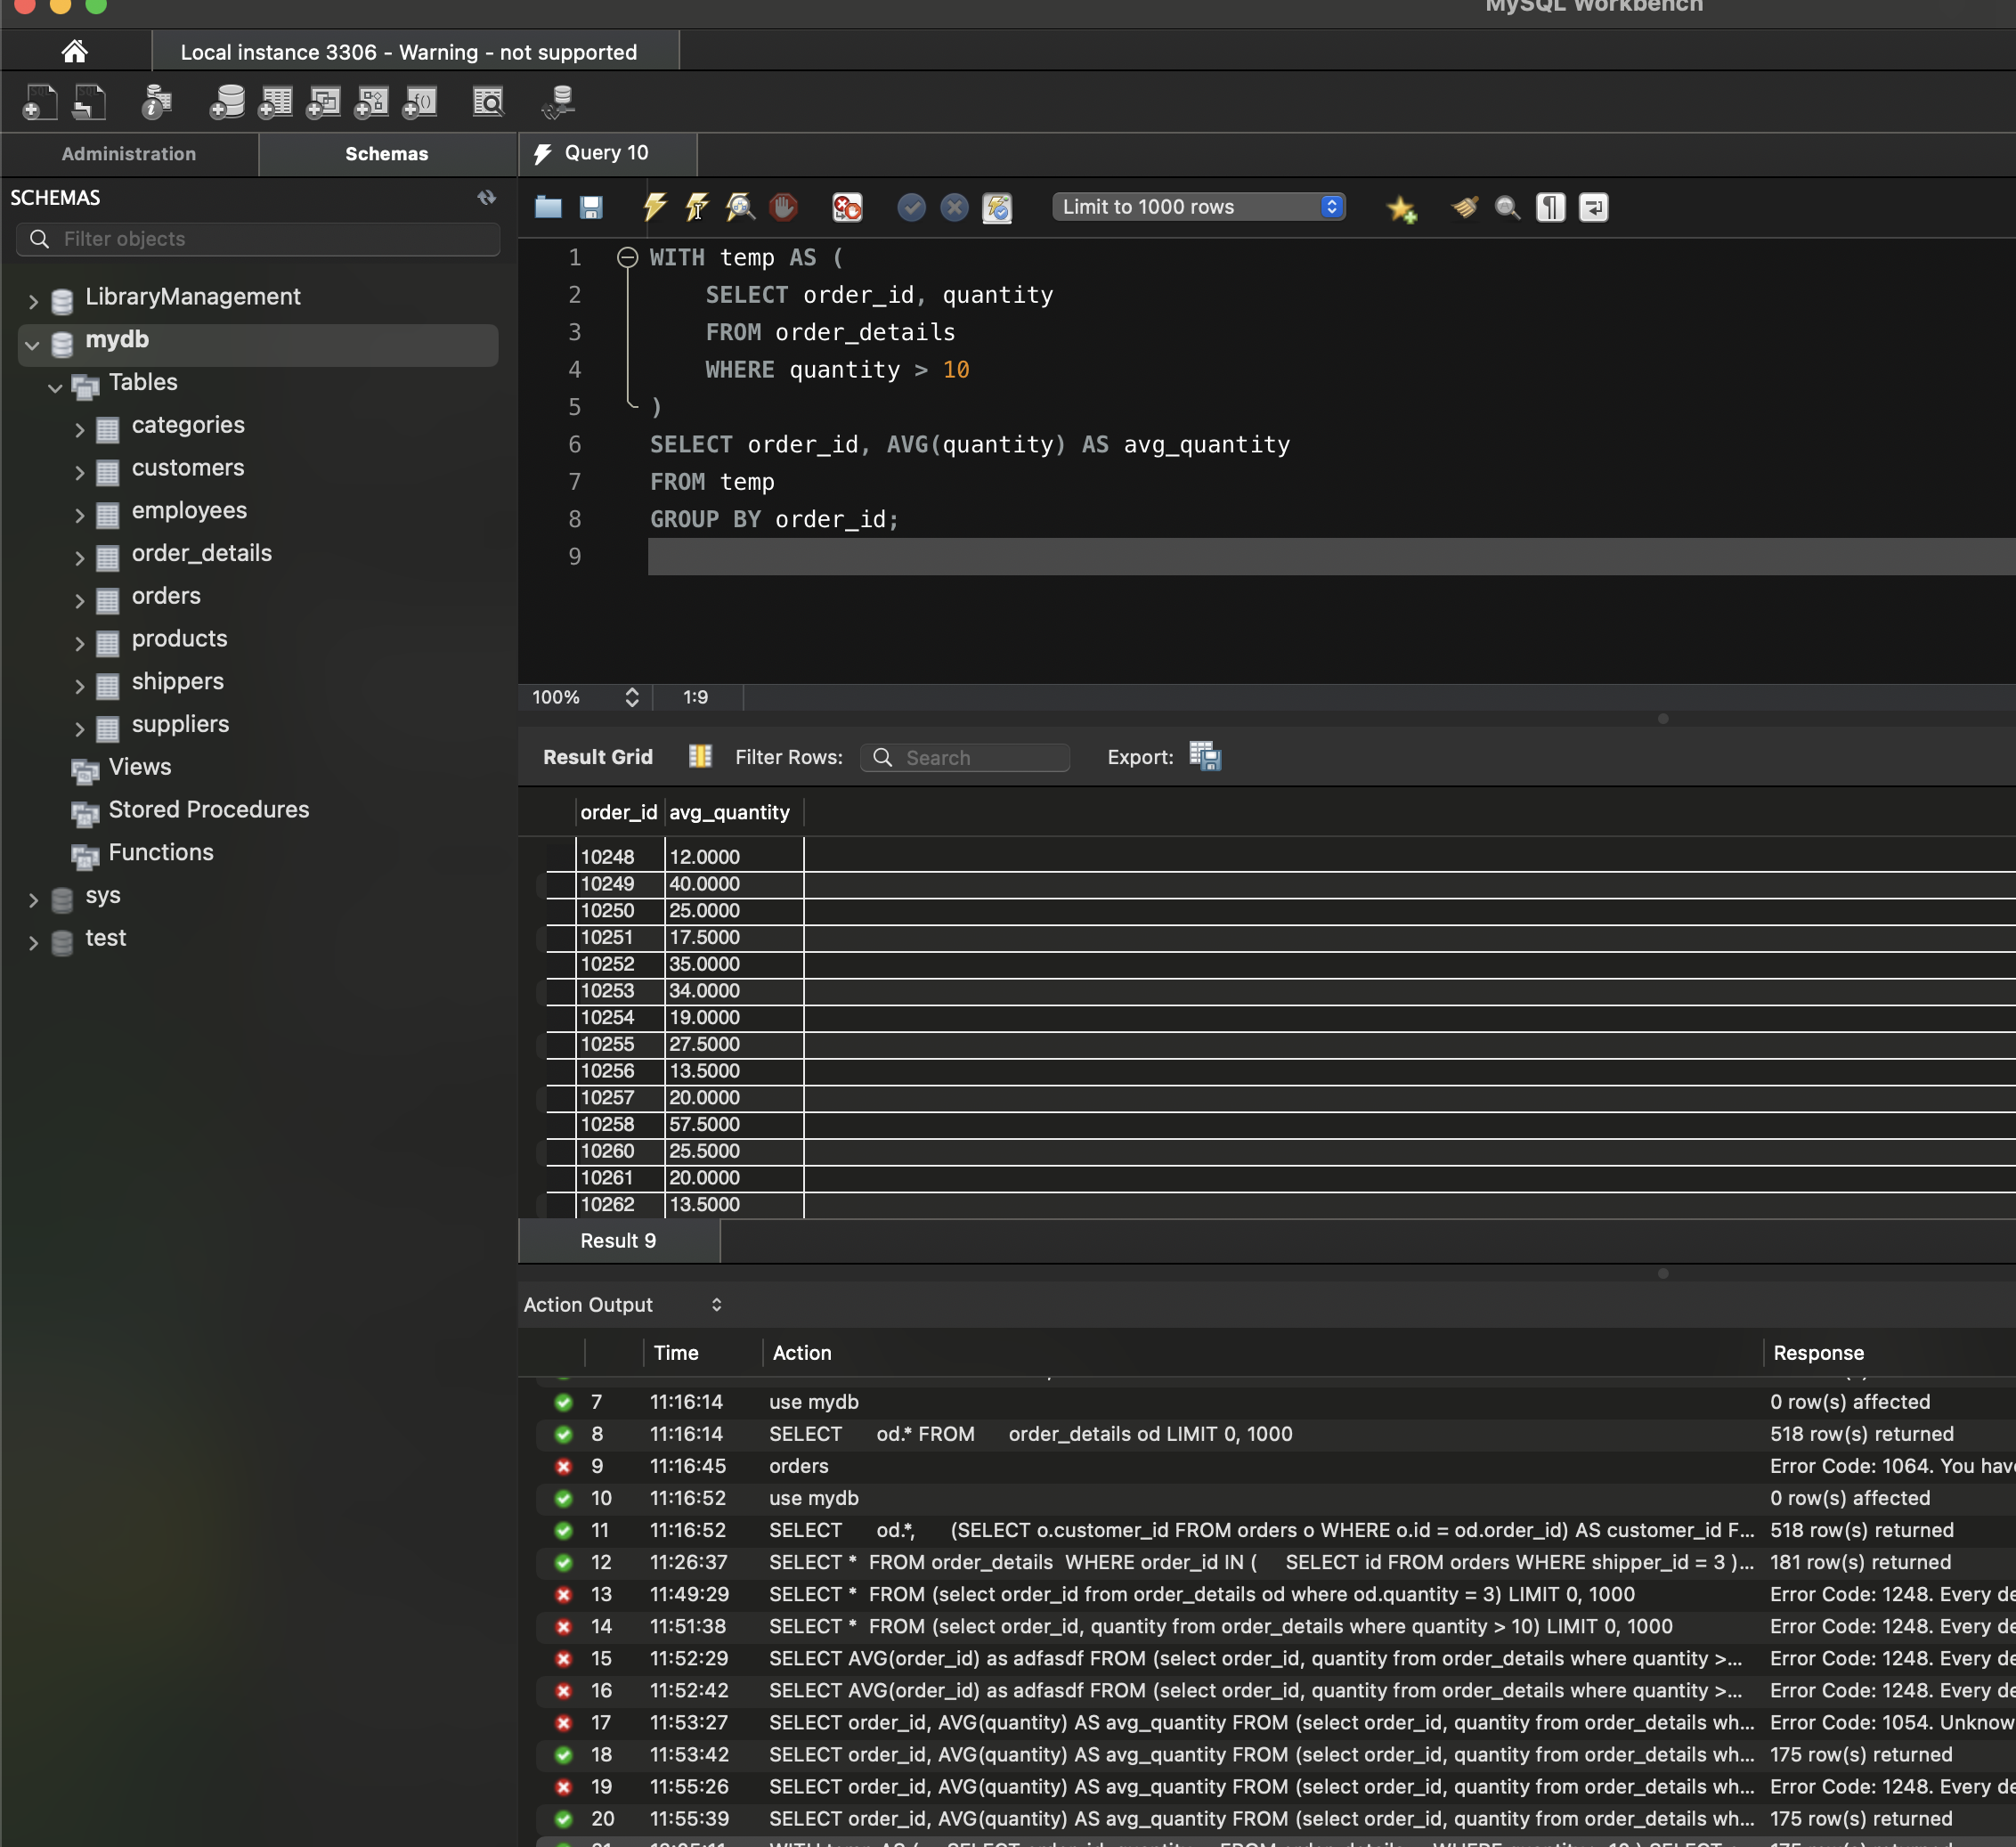 MySQL Workbench
Local instance 3306 - Warning - not supported
Administration
Schemas
Query 10
SCHEMAS
Filter objects
LibraryManagement
mydb
Tables
categories
customers
employees
order_details
orders
products
shippers
suppliers
Views
Stored Procedures
Functions
sys
test
Limit to 1000 rows
1 WITH temp AS (
2 SELECT order_id, quantity
3 FROM order_details
4 WHERE quantity > 10
5 )
6 SELECT order_id, AVG(quantity) AS avg_quantity
7 FROM temp
8 GROUP BY order_id;
9
100% 1:9
Result Grid Filter Rows: Search Export:
order_id avg_quantity
10248 12.0000
10249 40.0000
10250 25.0000
10251 17.5000
10252 35.0000
10253 34.0000
10254 19.0000
10255 27.5000
10256 13.5000
10257 20.0000
10258 57.5000
10260 25.5000
10261 20.0000
10262 13.5000
Result 9
Action Output
Time Action Response
7 11:16:14 use mydb 0 row(s) affected
8 11:16:14 SELECT od.* FROM order_details od LIMIT 0, 1000 518 row(s) returned
9 11:16:45 orders Error Code: 1064. You hav
10 11:16:52 use mydb 0 row(s) affected
11 11:16:52 SELECT od.*, (SELECT o.customer_id FROM orders o WHERE o.id = od.order_id) AS customer_id F... 518 row(s) returned
12 11:26:37 SELECT * FROM order_details WHERE order_id IN ( SELECT id FROM orders WHERE shipper_id = 3 )... 181 row(s) returned
13 11:49:29 SELECT * FROM (select order_id from order_details od where od.quantity = 3) LIMIT 0, 1000 Error Code: 1248. Every de
14 11:51:38 SELECT * FROM (select order_id, quantity from order_details where quantity > 10) LIMIT 0, 1000 Error Code: 1248. Every de
15 11:52:29 SELECT AVG(order_id) as adfasdf FROM (select order_id, quantity from order_details where quantity >... Error Code: 1248. Every de
16 11:52:42 SELECT AVG(order_id) as adfasdf FROM (select order_id, quantity from order_details where quantity >... Error Code: 1248. Every de
17 11:53:27 SELECT order_id, AVG(quantity) AS avg_quantity FROM (select order_id, quantity from order_details wh... Error Code: 1054. Unknow
18 11:53:42 SELECT order_id, AVG(quantity) AS avg_quantity FROM (select order_id, quantity from order_details wh... 175 row(s) returned
19 11:55:26 SELECT order_id, AVG(quantity) AS avg_quantity FROM (select order_id, quantity from order_details wh... Error Code: 1248. Every de
20 11:55:39 SELECT order_id, AVG(quantity) AS avg_quantity FROM (select order_id, quantity from order_details wh... 175 row(s) returned